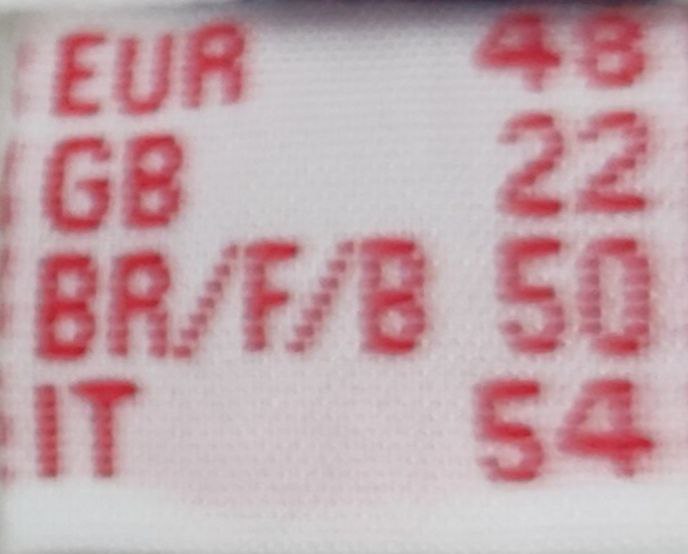 EUR 48
GB 22
BR/F/B 50
IT 54